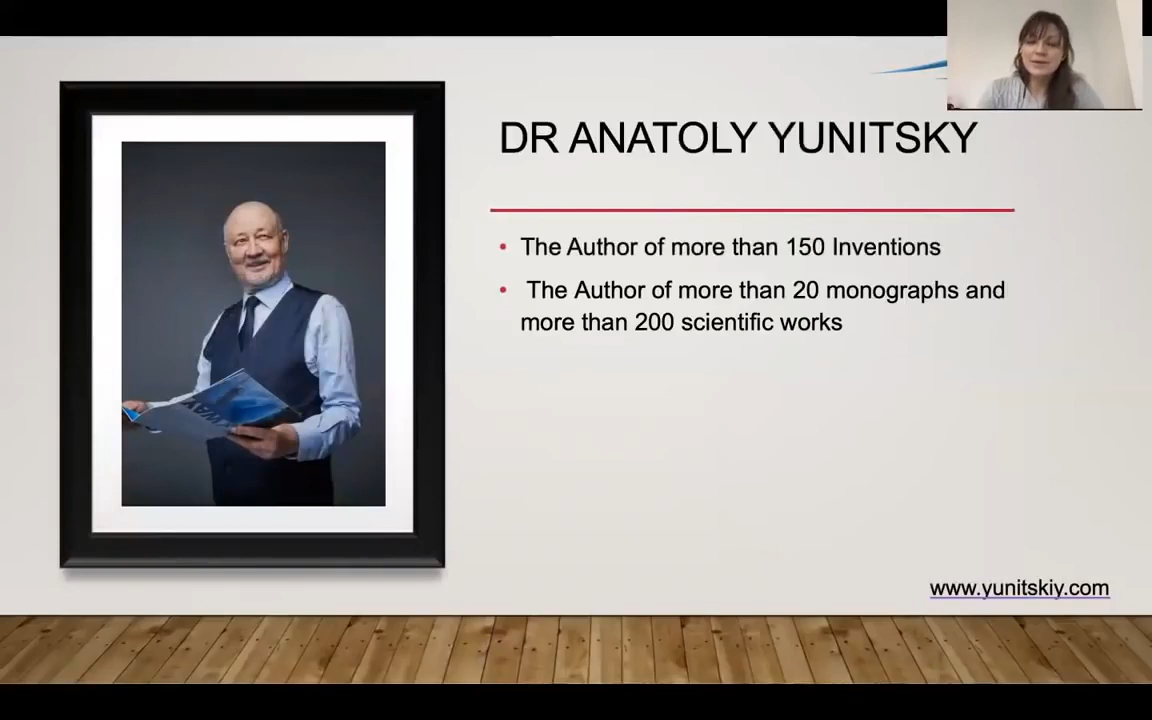 DR ANATOLY YUNITSKY
• The Author of more than 150 Inventions
• The Author of more than 20 monographs and
more than 200 scientific works
WAY
www.yunitskiy.com